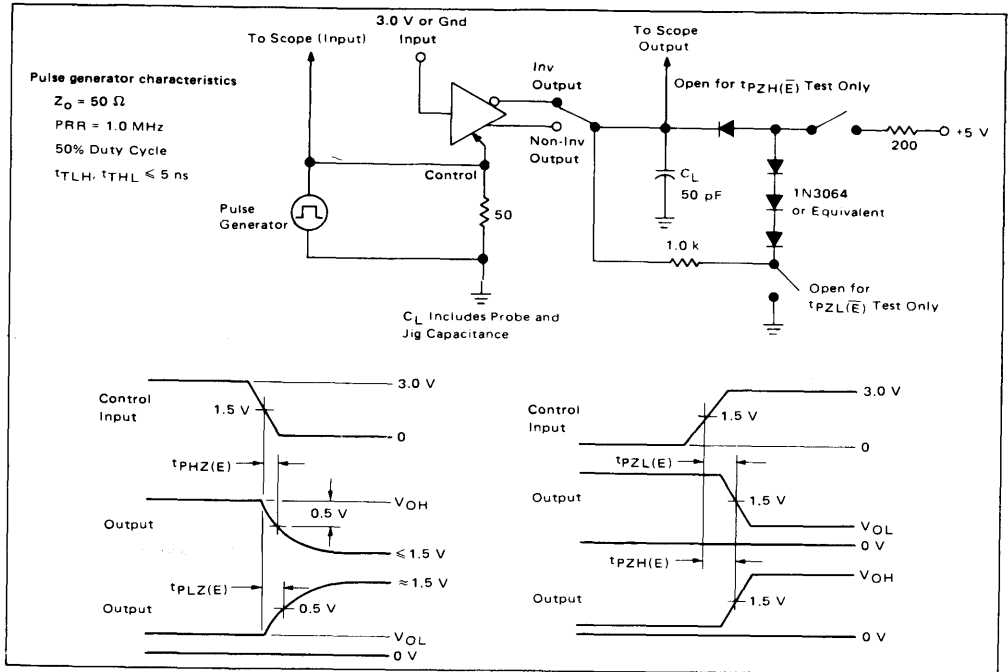 3.0 V or Gnd
Input
To Scope (Input)
To Scope
Output
Pulse generator characteristics
Zo = 50 Ω
PRR = 1.0 MHz
50% Duty Cycle
tTLH, tTHL ≤ 5 ns
Inv
Output
Non-Inv
Output
Open for tPZH(E̅) Test Only
200
+5 V
Control
CL
50 pF
1N3064
or Equivalent
Pulse
Generator
50
1.0 k
Open for
tPZL(E̅) Test Only
CL Includes Probe and
Jig Capacitance
Control
Input
3.0 V
1.5 V
0
tPHZ(E)
Output
VOH
0.5 V
≤ 1.5 V
tPLZ(E)
Output
≈ 1.5 V
0.5 V
VOL
0 V
Control
Input
3.0 V
1.5 V
0
tPZL(E)
Output
1.5 V
VOL
0 V
tPZH(E)
Output
VOH
1.5 V
0 V